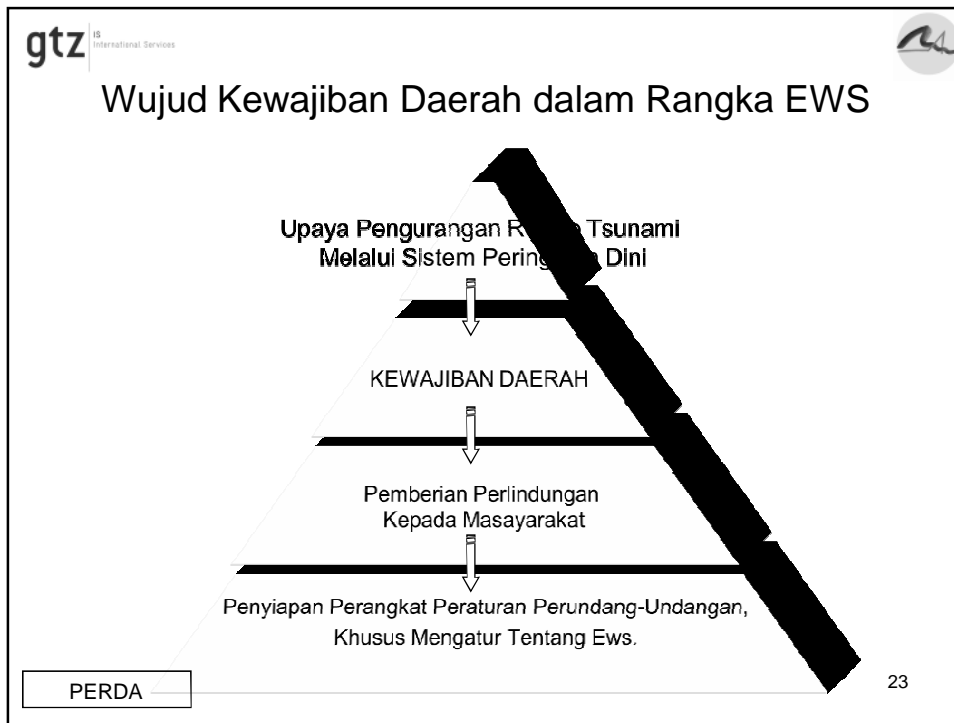 gtz
IS
International Services
Wujud Kewajiban Daerah dalam Rangka EWS
Upaya Pengurangan Tsunami
Melalui Sistem Dini
KEWAJIBAN DAERAH
Pemberian Perlindungan
Kepada Masayarakat
Penyiapan Perangkat Peraturan Perundang-Undangan,
Khusus Mengatur Tentang Ews.
PERDA
23